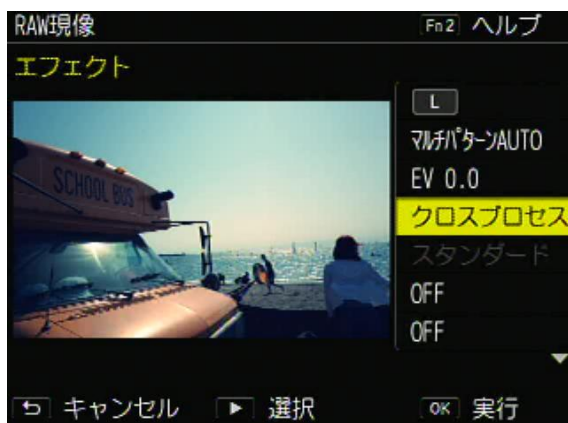 RAW現像
Fn2 ヘルプ
エフェクト
SCHOOL BUS
L
マルチパターンAUTO
EV 0.0
クロスプロセス
スタンダード
OFF
OFF
キャンセル
選択
OK 実行